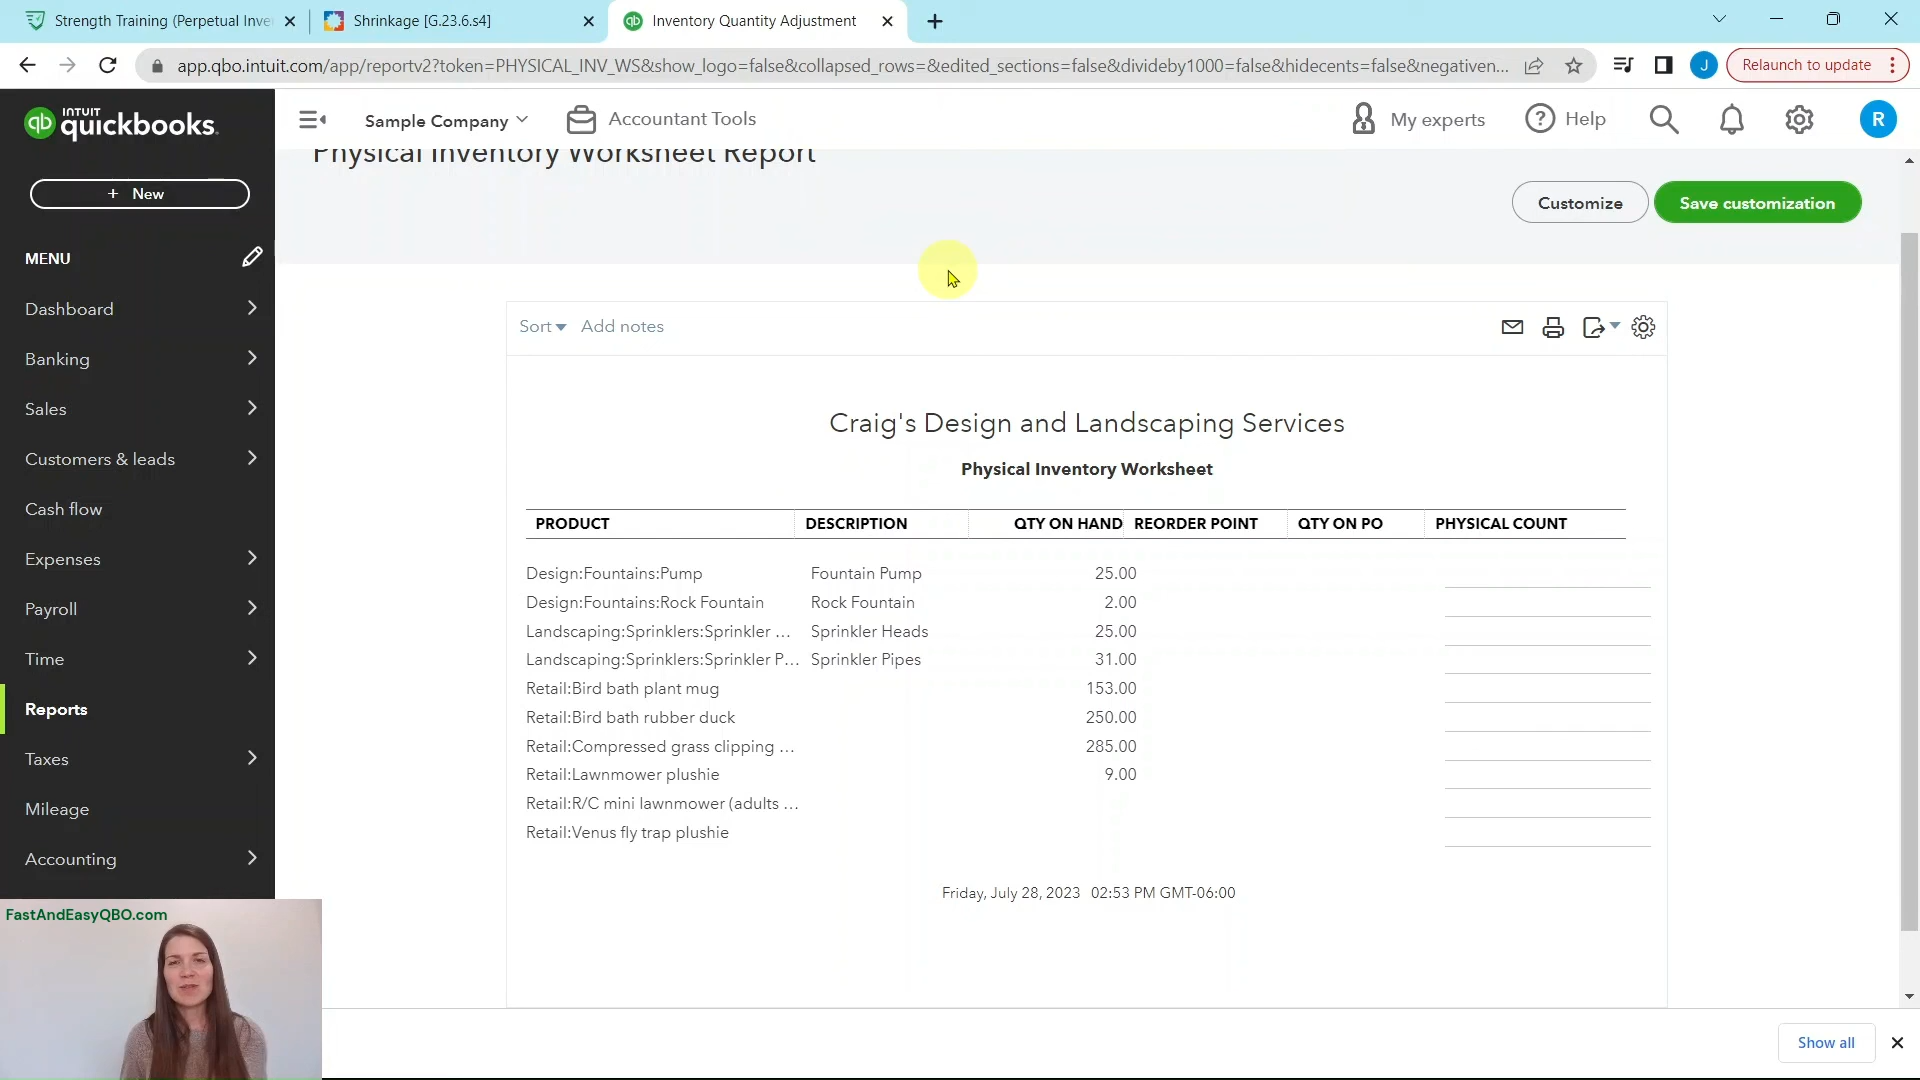 Strength Training (Perpetual Inve
Shrinkage [G.23.6.s4]
Inventory Quantity Adjustment
app.qbo.intuit.com/app/reportv2?token=PHYSICAL_INV_WS&show_logo=false&collapsed_rows=&edited_sections=false&divideby1000=false&hidecents=false&negativen...
J
Relaunch to update
qb INTUIT quickbooks.
Sample Company
Accountant Tools
My experts
Help
R
Physical Inventory Worksheet Report
+ New
Customize
Save customization
MENU
Dashboard
Banking
Sales
Customers & leads
Cash flow
Expenses
Payroll
Time
Reports
Taxes
Mileage
Accounting
Sort
Add notes
Craig's Design and Landscaping Services
Physical Inventory Worksheet
PRODUCT DESCRIPTION QTY ON HAND REORDER POINT QTY ON PO PHYSICAL COUNT
Design:Fountains:Pump Fountain Pump 25.00
Design:Fountains:Rock Fountain Rock Fountain 2.00
Landscaping:Sprinklers:Sprinkler ... Sprinkler Heads 25.00
Landscaping:Sprinklers:Sprinkler P... Sprinkler Pipes 31.00
Retail:Bird bath plant mug 153.00
Retail:Bird bath rubber duck 250.00
Retail:Compressed grass clipping ... 285.00
Retail:Lawnmower plushie 9.00
Retail:R/C mini lawnmower (adults ...
Retail:Venus fly trap plushie
Friday, July 28, 2023 02:53 PM GMT-06:00
FastAndEasyQBO.com
Show all